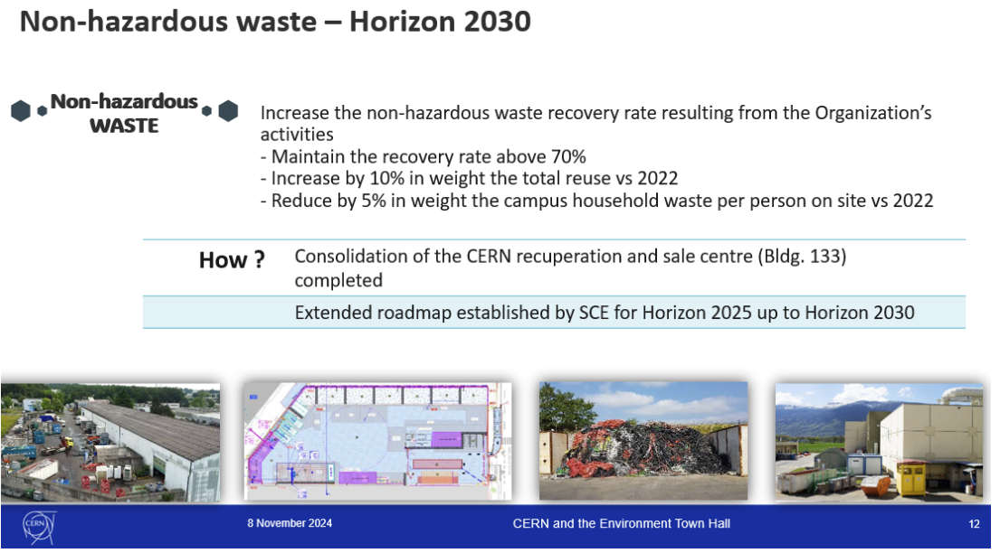 Non-hazardous waste – Horizon 2030
Non-hazardous
WASTE
Increase the non-hazardous waste recovery rate resulting from the Organization’s
activities
- Maintain the recovery rate above 70%
- Increase by 10% in weight the total reuse vs 2022
- Reduce by 5% in weight the campus household waste per person on site vs 2022
How ?
Consolidation of the CERN recuperation and sale centre (Bldg. 133)
completed
Extended roadmap established by SCE for Horizon 2025 up to Horizon 2030
CERN
8 November 2024
CERN and the Environment Town Hall
12